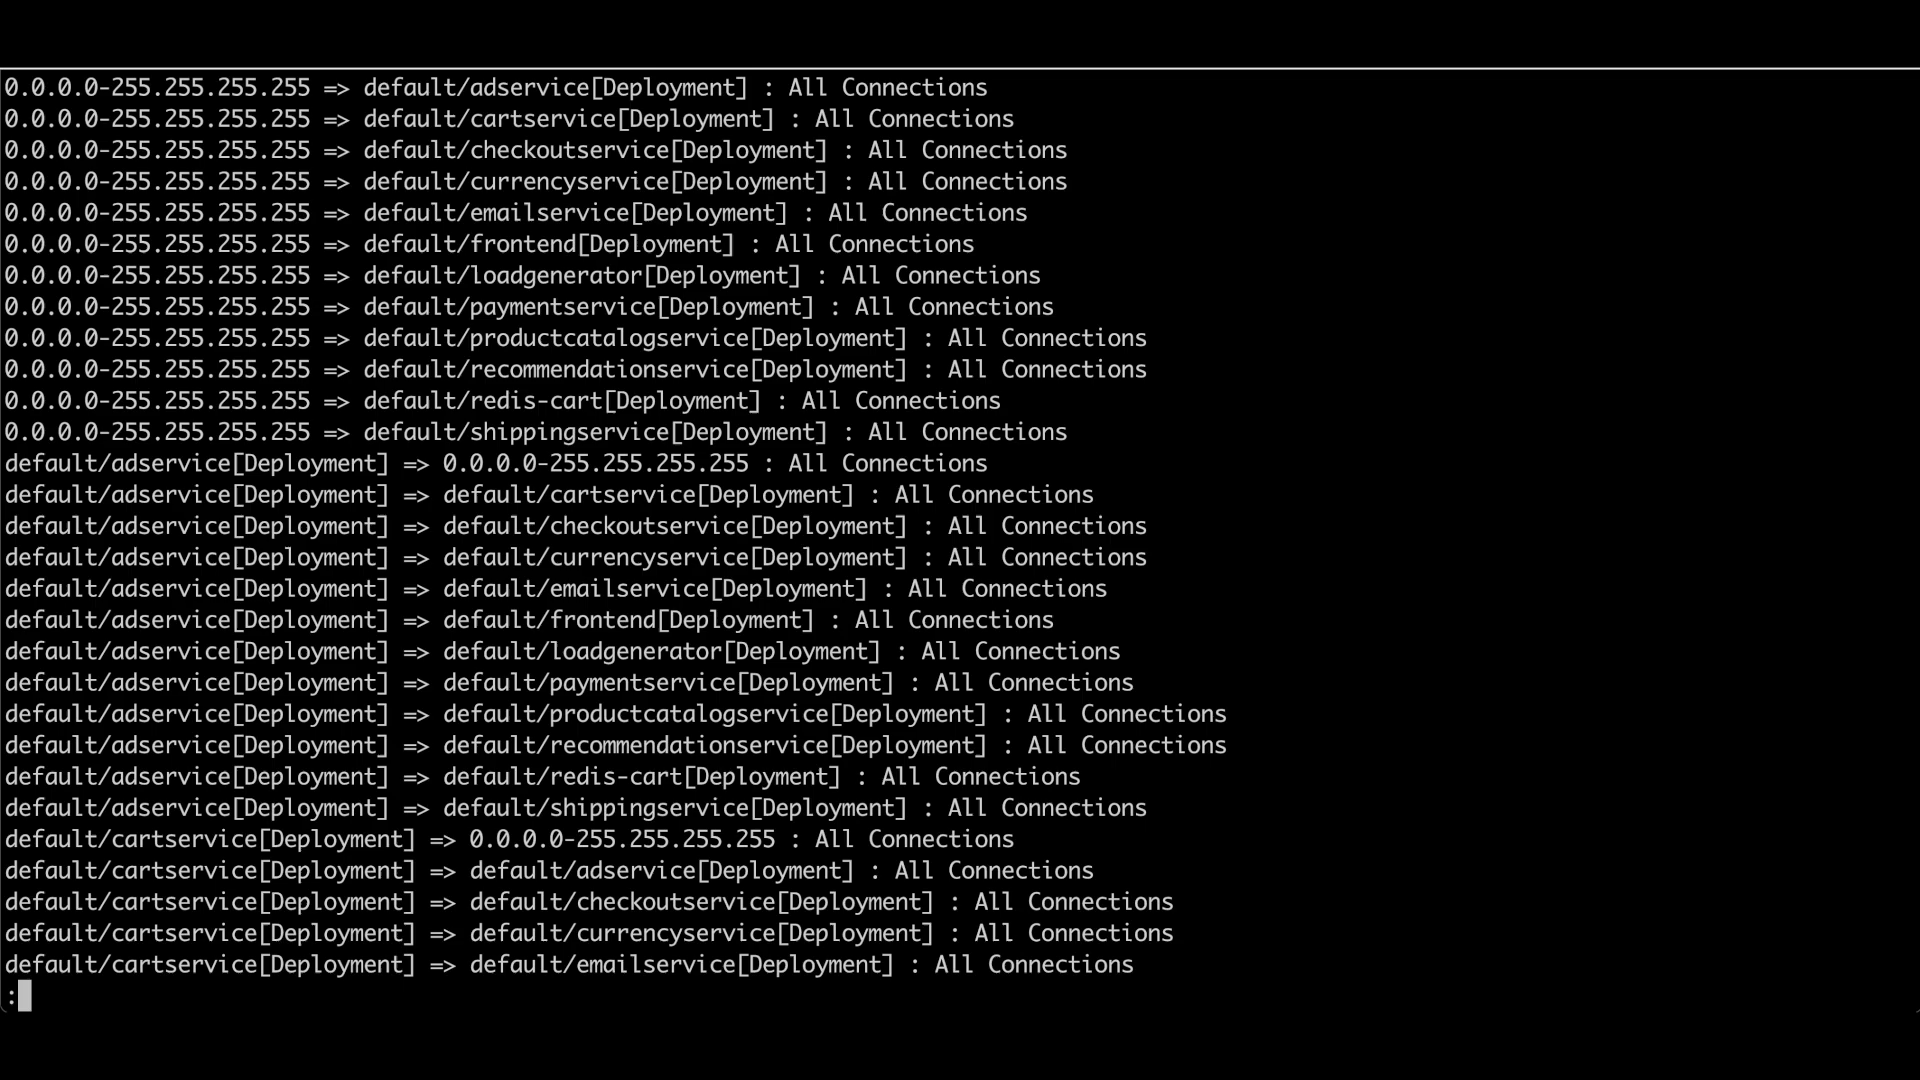 0.0.0.0-255.255.255.255 => default/adservice[Deployment] : All Connections
0.0.0.0-255.255.255.255 => default/cartservice[Deployment] : All Connections
0.0.0.0-255.255.255.255 => default/checkoutservice[Deployment] : All Connections
0.0.0.0-255.255.255.255 => default/currencyservice[Deployment] : All Connections
0.0.0.0-255.255.255.255 => default/emailservice[Deployment] : All Connections
0.0.0.0-255.255.255.255 => default/frontend[Deployment] : All Connections
0.0.0.0-255.255.255.255 => default/loadgenerator[Deployment] : All Connections
0.0.0.0-255.255.255.255 => default/paymentservice[Deployment] : All Connections
0.0.0.0-255.255.255.255 => default/productcatalogservice[Deployment] : All Connections
0.0.0.0-255.255.255.255 => default/recommendationservice[Deployment] : All Connections
0.0.0.0-255.255.255.255 => default/redis-cart[Deployment] : All Connections
0.0.0.0-255.255.255.255 => default/shippingservice[Deployment] : All Connections
default/adservice[Deployment] => 0.0.0.0-255.255.255.255 : All Connections
default/adservice[Deployment] => default/cartservice[Deployment] : All Connections
default/adservice[Deployment] => default/checkoutservice[Deployment] : All Connections
default/adservice[Deployment] => default/currencyservice[Deployment] : All Connections
default/adservice[Deployment] => default/emailservice[Deployment] : All Connections
default/adservice[Deployment] => default/frontend[Deployment] : All Connections
default/adservice[Deployment] => default/loadgenerator[Deployment] : All Connections
default/adservice[Deployment] => default/paymentservice[Deployment] : All Connections
default/adservice[Deployment] => default/productcatalogservice[Deployment] : All Connections
default/adservice[Deployment] => default/recommendationservice[Deployment] : All Connections
default/adservice[Deployment] => default/redis-cart[Deployment] : All Connections
default/adservice[Deployment] => default/shippingservice[Deployment] : All Connections
default/cartservice[Deployment] => 0.0.0.0-255.255.255.255 : All Connections
default/cartservice[Deployment] => default/adservice[Deployment] : All Connections
default/cartservice[Deployment] => default/checkoutservice[Deployment] : All Connections
default/cartservice[Deployment] => default/currencyservice[Deployment] : All Connections
default/cartservice[Deployment] => default/emailservice[Deployment] : All Connections
: